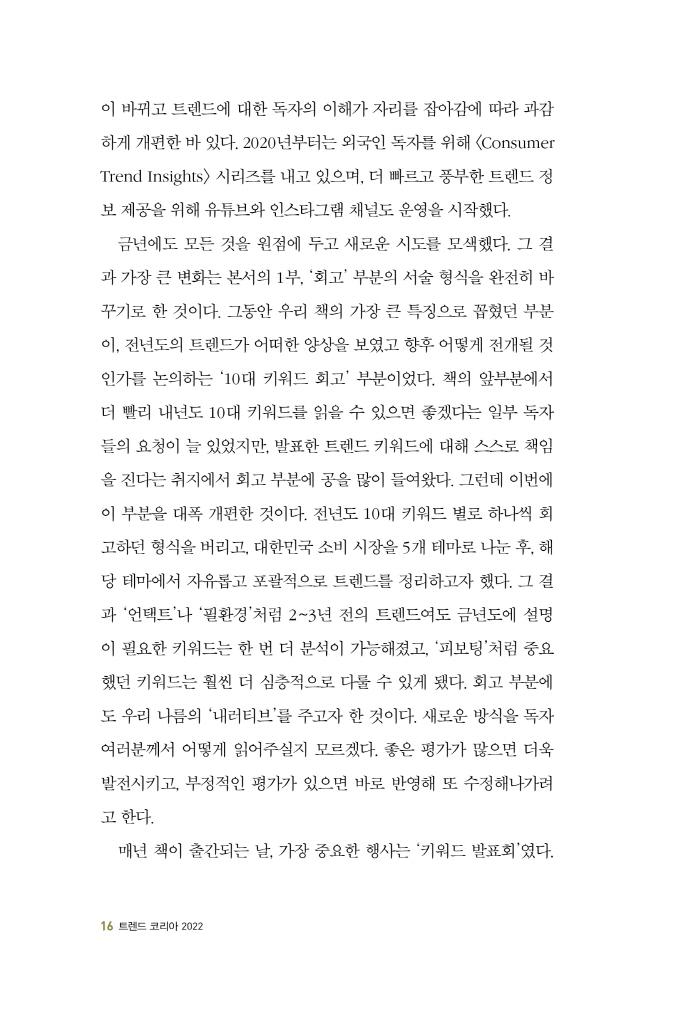 이 바뀌고 트렌드에 대한 독자의 이해가 자리를 잡아감에 따라 과감
하게 개편한 바 있다. 2020년부터는 외국인 독자를 위해 〈Consumer
Trend Insights〉 시리즈를 내고 있으며, 더 빠르고 풍부한 트렌드 정
보 제공을 위해 유튜브와 인스타그램 채널도 운영을 시작했다.
금년에도 모든 것을 원점에 두고 새로운 시도를 모색했다. 그 결
과 가장 큰 변화는 본서의 1부, ‘회고’ 부분의 서술 형식을 완전히 바
꾸기로 한 것이다. 그동안 우리 책의 가장 큰 특징으로 꼽혔던 부분
이, 전년도의 트렌드가 어떠한 양상을 보였고 향후 어떻게 전개될 것
인가를 논의하는 ‘10대 키워드 회고’ 부분이었다. 책의 앞부분에서
더 빨리 내년도 10대 키워드를 읽을 수 있으면 좋겠다는 일부 독자
들의 요청이 늘 있었지만, 발표한 트렌드 키워드에 대해 스스로 책임
을 진다는 취지에서 회고 부분에 공을 많이 들여왔다. 그런데 이번에
이 부분을 대폭 개편한 것이다. 전년도 10대 키워드 별로 하나씩 회
고하던 형식을 버리고, 대한민국 소비 시장을 5개 테마로 나눈 후, 해
당 테마에서 자유롭고 포괄적으로 트렌드를 정리하고자 했다. 그 결
과 ‘언택트’나 ‘필환경’처럼 2~3년 전의 트렌드여도 금년도에 설명
이 필요한 키워드는 한 번 더 분석이 가능해졌고, ‘피보팅’처럼 중요
했던 키워드는 훨씬 더 심층적으로 다룰 수 있게 됐다. 회고 부분에
도 우리 나름의 ‘내러티브’를 주고자 한 것이다. 새로운 방식을 독자
여러분께서 어떻게 읽어주실지 모르겠다. 좋은 평가가 많으면 더욱
발전시키고, 부정적인 평가가 있으면 바로 반영해 또 수정해나가려
고 한다.
매년 책이 출간되는 날, 가장 중요한 행사는 ‘키워드 발표회’였다.
16 트렌드 코리아 2022